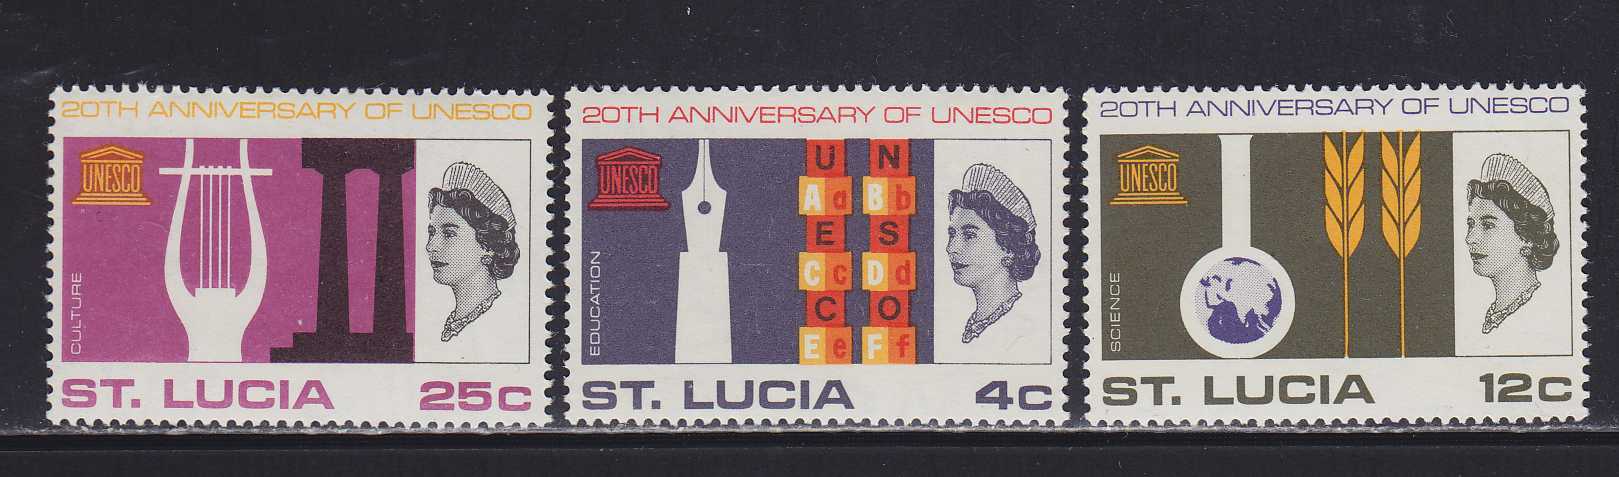 20TH ANNIVERSARY OF UNESCO
UNESCO
CULTURE
ST. LUCIA 25c
20TH ANNIVERSARY OF UNESCO
UNESCO
EDUCATION
U N
A a B b
E S
C c D d
C O
E e F f
ST. LUCIA 4c
20TH ANNIVERSARY OF UNESCO
UNESCO
SCIENCE
ST. LUCIA 12c